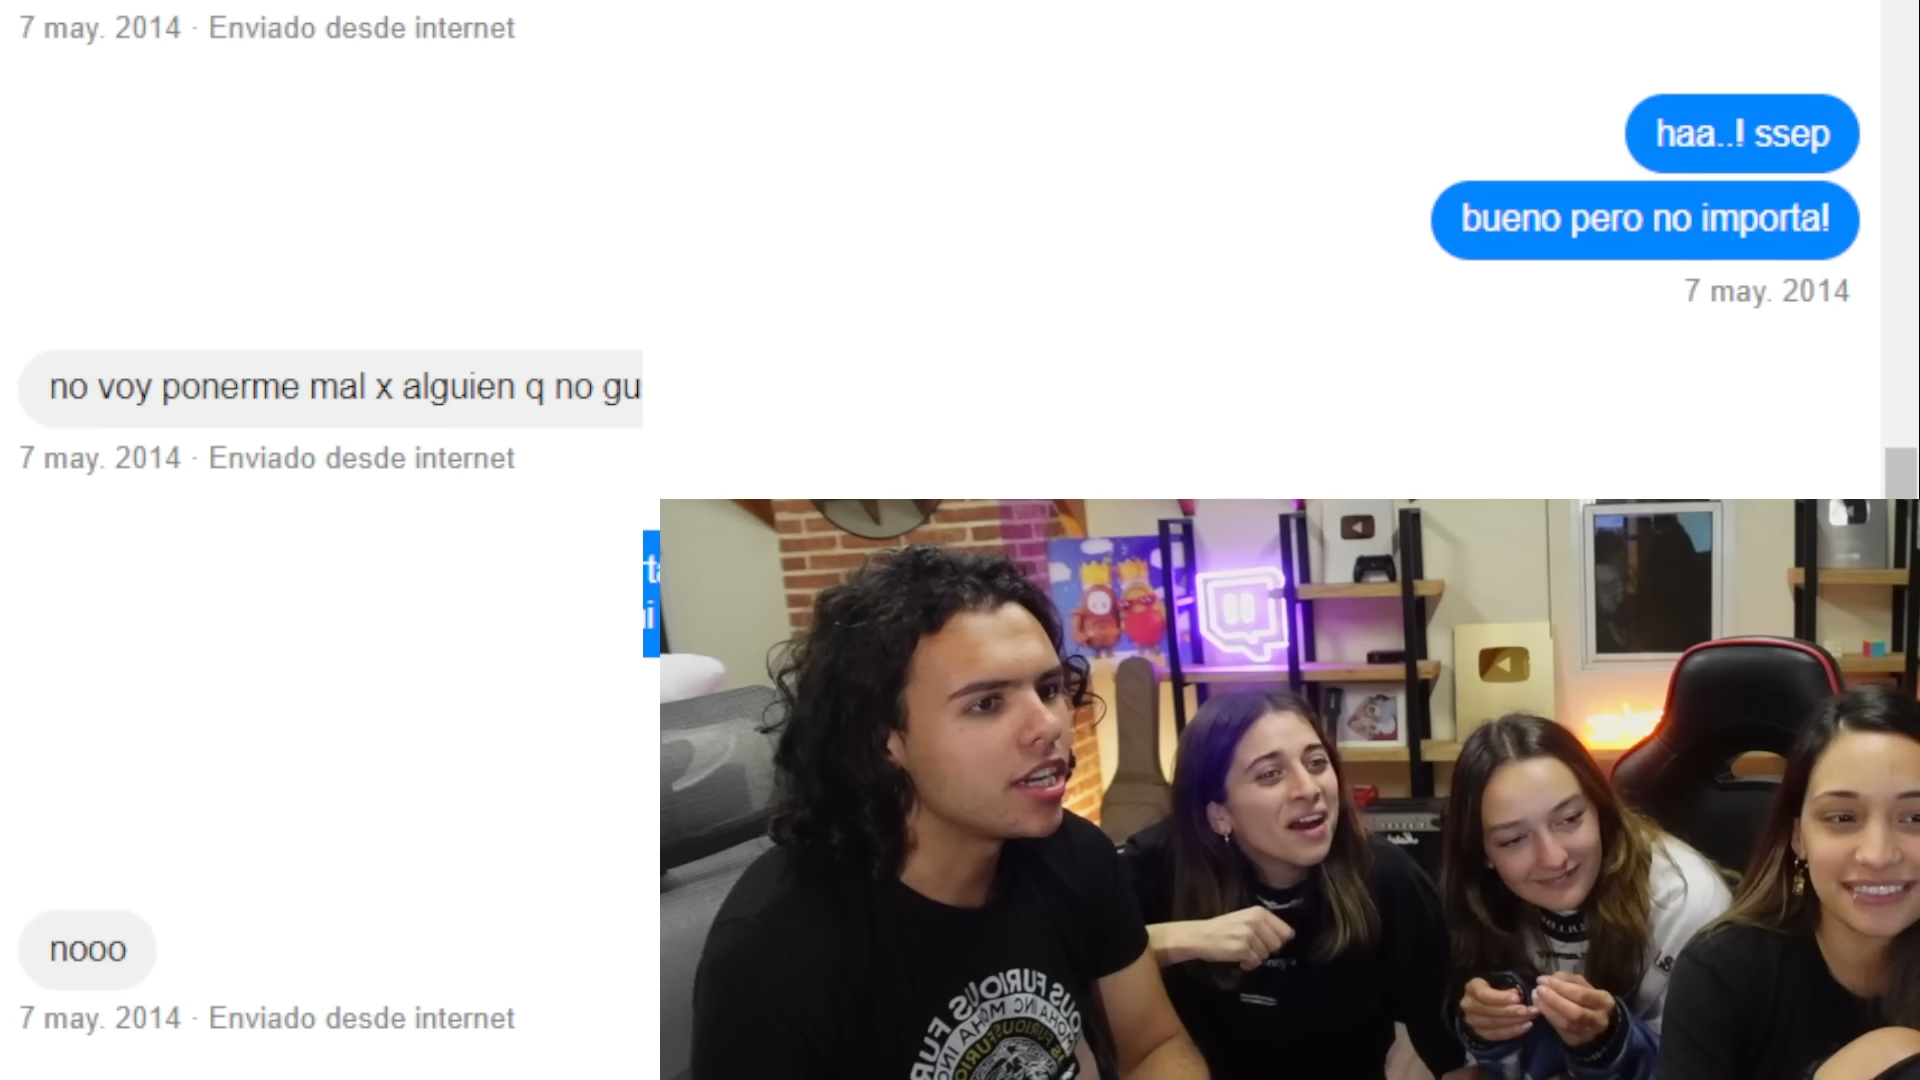 7 may. 2014 · Enviado desde internet
haa..! ssep
bueno pero no importa!
7 may. 2014
no voy ponerme mal x alguien q no gu
7 may. 2014 · Enviado desde internet
nooo
7 may. 2014 · Enviado desde internet
FURIOUS